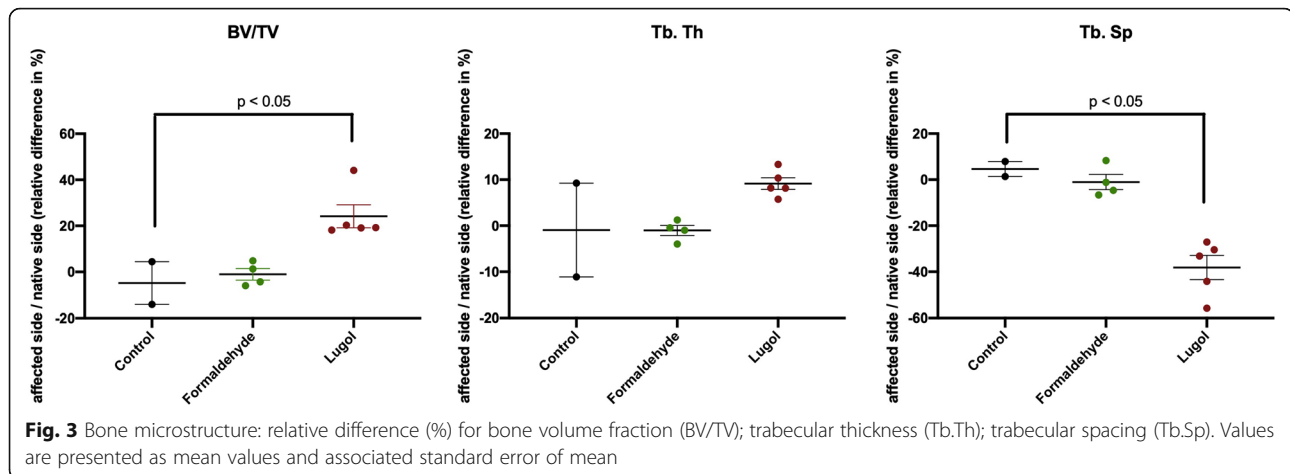 BV/TV
affected side / native side (relative difference in %)
60
40
20
0
-20
p < 0.05
Control
Formaldehyde
Lugol
Tb. Th
affected side / native side (relative difference in %)
20
10
0
-10
-20
Control
Formaldehyde
Lugol
Tb. Sp
affected side / native side (relative difference in %)
20
0
-20
-40
-60
p < 0.05
Control
Formaldehyde
Lugol
Fig. 3 Bone microstructure: relative difference (%) for bone volume fraction (BV/TV); trabecular thickness (Tb.Th); trabecular spacing (Tb.Sp). Values
are presented as mean values and associated standard error of mean